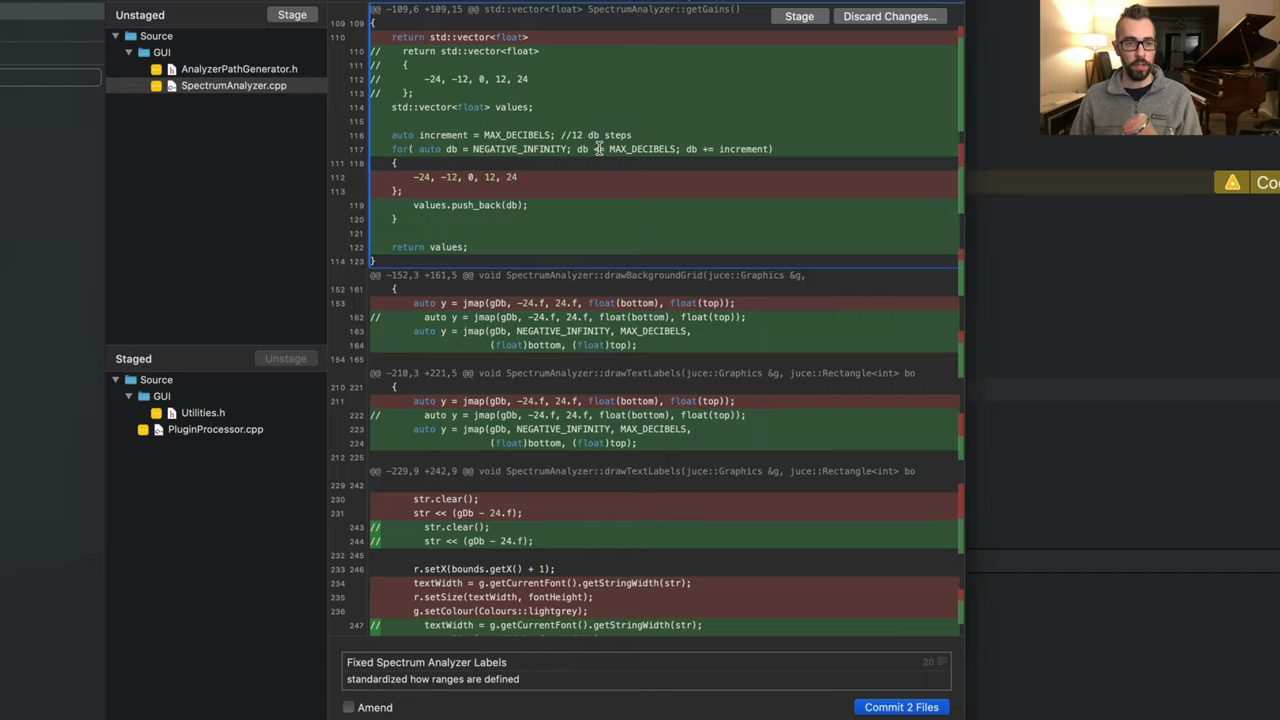 Unstaged
Stage
Source
GUI
AnalyzerPathGenerator.h
SpectrumAnalyzer.cpp
Staged
Unstage
Source
GUI
Utilities.h
PluginProcessor.cpp
@@ -109,6 +109,15 @@ std::vector<float> SpectrumAnalyzer::getGains()
Stage
Discard Changes...
109 109 {
110 return std::vector<float>
110 // return std::vector<float>
111 // {
112 // -24, -12, 0, 12, 24
113 // };
114 std::vector<float> values;
115
116 auto increment = MAX_DECIBELS; //12 db steps
117 for( auto db = NEGATIVE_INFINITY; db = MAX_DECIBELS; db += increment)
111 118 {
112 -24, -12, 0, 12, 24
113 };
119 values.push_back(db);
120 }
121
122 return values;
114 123 }
@@ -152,3 +161,5 @@ void SpectrumAnalyzer::drawBackgroundGrid(juce::Graphics &g,
152 161 {
153 auto y = jmap(gDb, -24.f, 24.f, float(bottom), float(top));
162 // auto y = jmap(gDb, -24.f, 24.f, float(bottom), float(top));
163 auto y = jmap(gDb, NEGATIVE_INFINITY, MAX_DECIBELS,
164 (float)bottom, (float)top);
154 165
@@ -210,3 +221,5 @@ void SpectrumAnalyzer::drawTextLabels(juce::Graphics &g, juce::Rectangle<int> bo
210 221 {
211 auto y = jmap(gDb, -24.f, 24.f, float(bottom), float(top));
222 // auto y = jmap(gDb, -24.f, 24.f, float(bottom), float(top));
223 auto y = jmap(gDb, NEGATIVE_INFINITY, MAX_DECIBELS,
224 (float)bottom, (float)top);
212 225
@@ -229,9 +242,9 @@ void SpectrumAnalyzer::drawTextLabels(juce::Graphics &g, juce::Rectangle<int> bo
229 242
230 str.clear();
231 str << (gDb - 24.f);
243 // str.clear();
244 // str << (gDb - 24.f);
232 245
233 246 r.setX(bounds.getX() + 1);
234 textWidth = g.getCurrentFont().getStringWidth(str);
235 r.setSize(textWidth, fontHeight);
236 g.setColour(Colours::lightgrey);
247 // textWidth = g.getCurrentFont().getStringWidth(str);
Fixed Spectrum Analyzer Labels
20
standardized how ranges are defined
Amend
Commit 2 Files
Co